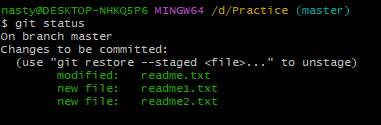 nasty@DESKTOP-NHKQ5P6 MINGW64 /d/Practice (master)
$ git status
On branch master
Changes to be committed:
  (use "git restore --staged <file>..." to unstage)
        modified:   readme.txt
        new file:   readme1.txt
        new file:   readme2.txt